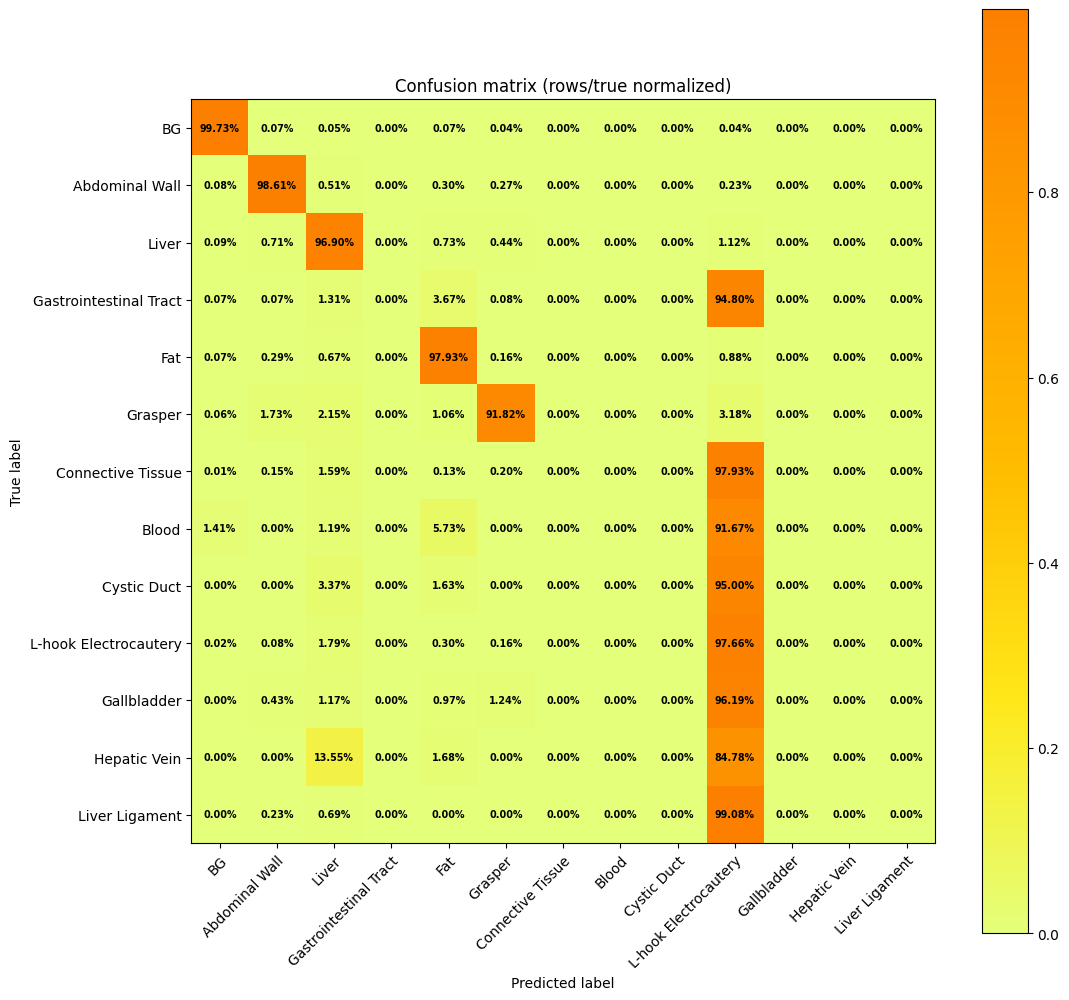 Confusion matrix (rows/true normalized)
BG 99.73% 0.07% 0.05% 0.00% 0.07% 0.04% 0.00% 0.00% 0.00% 0.04% 0.00% 0.00% 0.00%
Abdominal Wall 0.08% 98.61% 0.51% 0.00% 0.30% 0.27% 0.00% 0.00% 0.00% 0.23% 0.00% 0.00% 0.00%
Liver 0.09% 0.71% 96.90% 0.00% 0.73% 0.44% 0.00% 0.00% 0.00% 1.12% 0.00% 0.00% 0.00%
Gastrointestinal Tract 0.07% 0.07% 1.31% 0.00% 3.67% 0.08% 0.00% 0.00% 0.00% 94.80% 0.00% 0.00% 0.00%
Fat 0.07% 0.29% 0.67% 0.00% 97.93% 0.16% 0.00% 0.00% 0.00% 0.88% 0.00% 0.00% 0.00%
Grasper 0.06% 1.73% 2.15% 0.00% 1.06% 91.82% 0.00% 0.00% 0.00% 3.18% 0.00% 0.00% 0.00%
Connective Tissue 0.01% 0.15% 1.59% 0.00% 0.13% 0.20% 0.00% 0.00% 0.00% 97.93% 0.00% 0.00% 0.00%
Blood 1.41% 0.00% 1.19% 0.00% 5.73% 0.00% 0.00% 0.00% 0.00% 91.67% 0.00% 0.00% 0.00%
Cystic Duct 0.00% 0.00% 3.37% 0.00% 1.63% 0.00% 0.00% 0.00% 0.00% 95.00% 0.00% 0.00% 0.00%
L-hook Electrocautery 0.02% 0.08% 1.79% 0.00% 0.30% 0.16% 0.00% 0.00% 0.00% 97.66% 0.00% 0.00% 0.00%
Gallbladder 0.00% 0.43% 1.17% 0.00% 0.97% 1.24% 0.00% 0.00% 0.00% 96.19% 0.00% 0.00% 0.00%
Hepatic Vein 0.00% 0.00% 13.55% 0.00% 1.68% 0.00% 0.00% 0.00% 0.00% 84.78% 0.00% 0.00% 0.00%
Liver Ligament 0.00% 0.23% 0.69% 0.00% 0.00% 0.00% 0.00% 0.00% 0.00% 99.08% 0.00% 0.00% 0.00%
True label
BG
Abdominal Wall
Liver
Gastrointestinal Tract
Fat
Grasper
Connective Tissue
Blood
Cystic Duct
L-hook Electrocautery
Gallbladder
Hepatic Vein
Liver Ligament
Predicted label
0.8
0.6
0.4
0.2
0.0